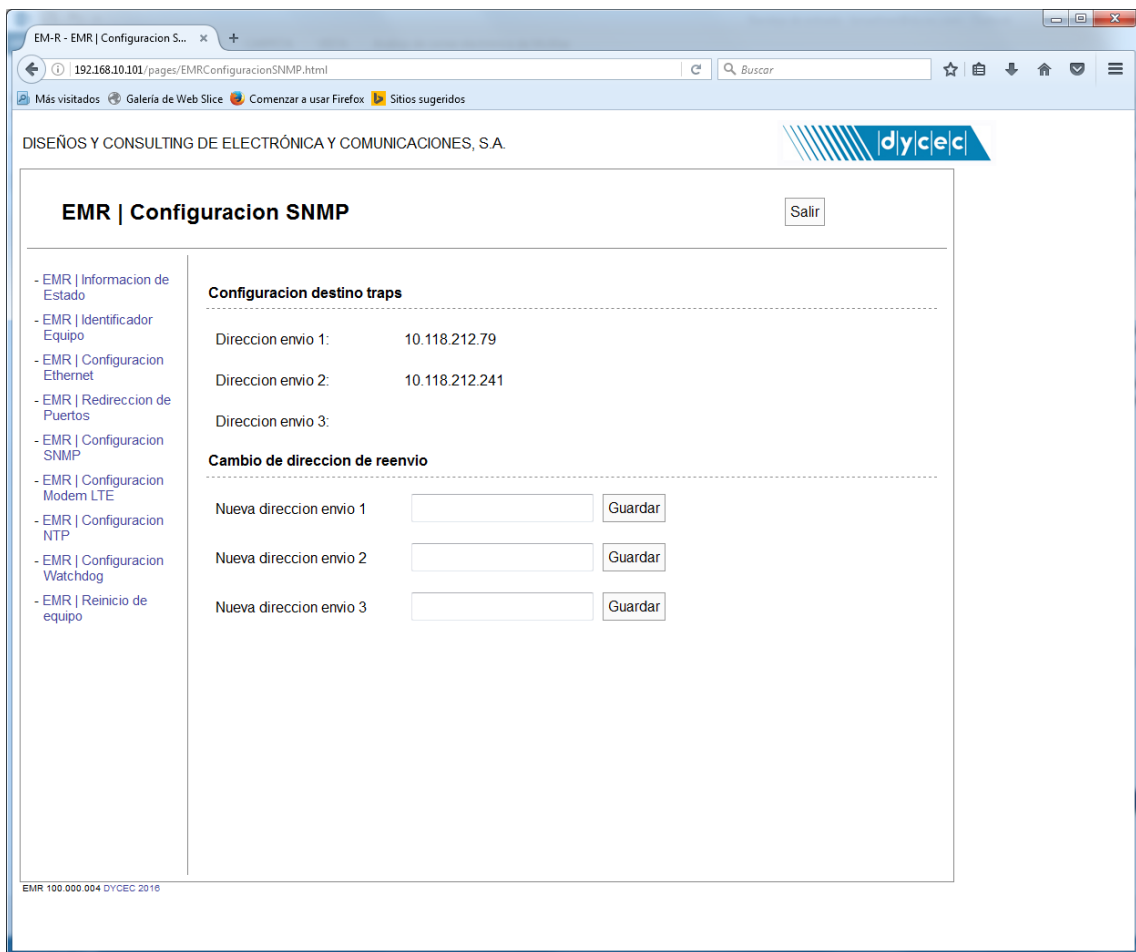 EM-R - EMR | Configuracion S...
192.168.10.101/pages/EMRConfiguracionSNMP.html
Buscar
Más visitados Galería de Web Slice Comenzar a usar Firefox Sitios sugeridos
DISEÑOS Y CONSULTING DE ELECTRÓNICA Y COMUNICACIONES, S.A.
|d|y|c|e|c|
EMR | Configuracion SNMP
Salir
- EMR | Informacion de
Estado
- EMR | Identificador
Equipo
- EMR | Configuracion
Ethernet
- EMR | Redireccion de
Puertos
- EMR | Configuracion
SNMP
- EMR | Configuracion
Modem LTE
- EMR | Configuracion
NTP
- EMR | Configuracion
Watchdog
- EMR | Reinicio de
equipo
Configuracion destino traps
Direccion envio 1: 10.118.212.79
Direccion envio 2: 10.118.212.241
Direccion envio 3:
Cambio de direccion de reenvio
Nueva direccion envio 1 Guardar
Nueva direccion envio 2 Guardar
Nueva direccion envio 3 Guardar
EMR 100.000.004 DYCEC 2016